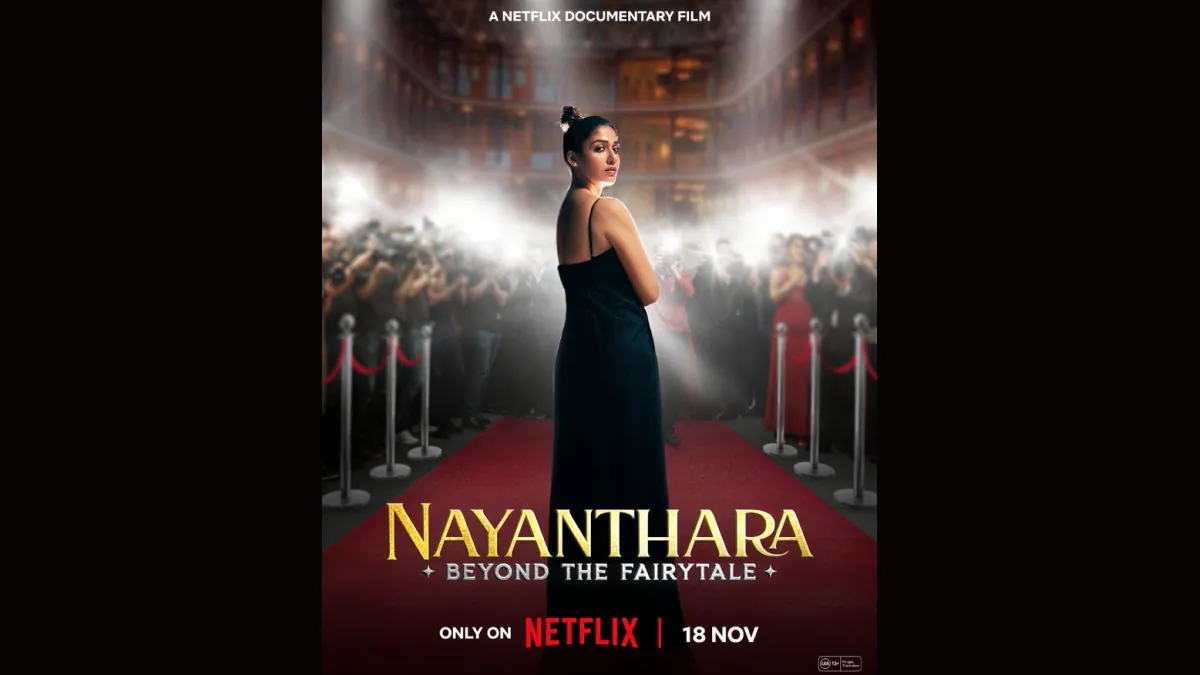 A NETFLIX DOCUMENTARY FILM
NAYANTHARA
BEYOND THE FAIRYTALE
ONLY ON NETFLIX | 18 NOV